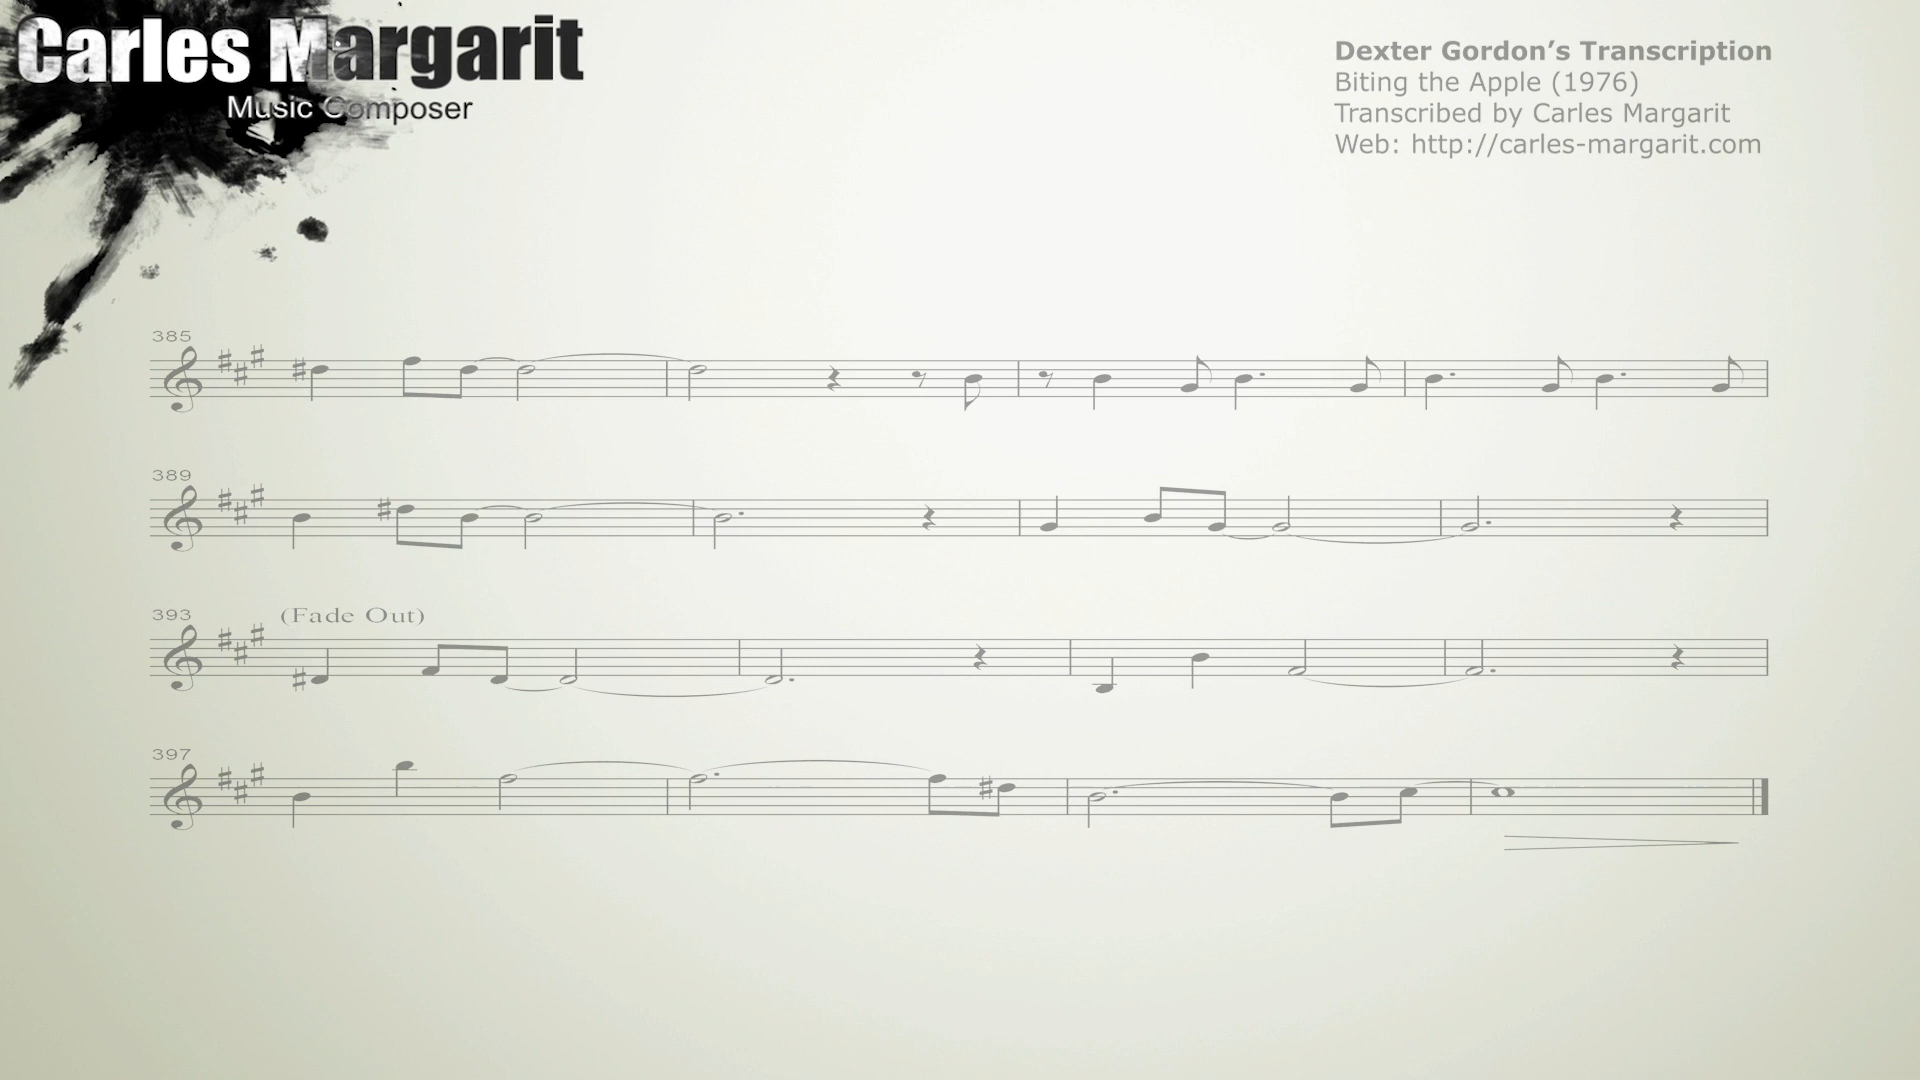 Carles Margarit
Music Composer
Dexter Gordon’s Transcription
Biting the Apple (1976)
Transcribed by Carles Margarit
Web: http://carles-margarit.com
385
389
393
(Fade Out)
397